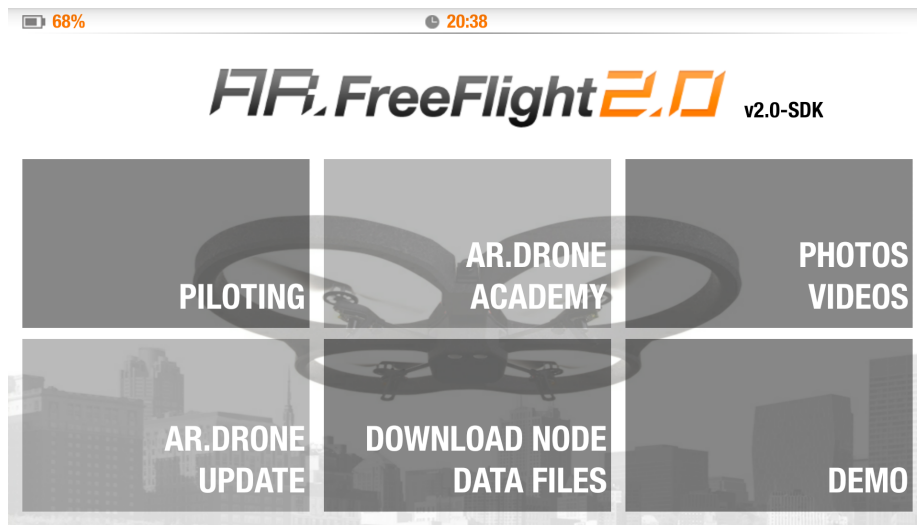 68%
20:38
AR.FreeFlight2.0
v2.0-SDK
PILOTING
AR.DRONE
ACADEMY
PHOTOS
VIDEOS
AR.DRONE
UPDATE
DOWNLOAD NODE
DATA FILES
DEMO